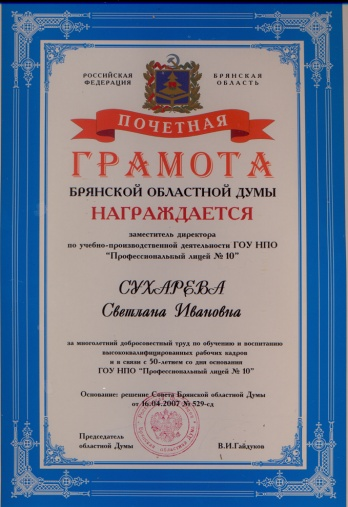 РОССИЙСКАЯ ФЕДЕРАЦИЯ
БРЯНСКАЯ ОБЛАСТЬ
ПОЧЕТНАЯ
ГРАМОТА
БРЯНСКОЙ ОБЛАСТНОЙ ДУМЫ
НАГРАЖДАЕТСЯ
заместитель директора
по учебно-производственной деятельности ГОУ НПО
"Профессиональный лицей № 10"
СУХАРЕВА
Светлана Ивановна
за многолетний добросовестный труд по обучению и воспитанию
высококвалифицированных рабочих кадров
и в связи с 50-летием со дня основания
ГОУ НПО "Профессиональный лицей № 10"
Основание: решение Совета Брянской областной Думы
от 16.04.2007 № 529-сд
Председатель
областной Думы
В.И.Гайдуков